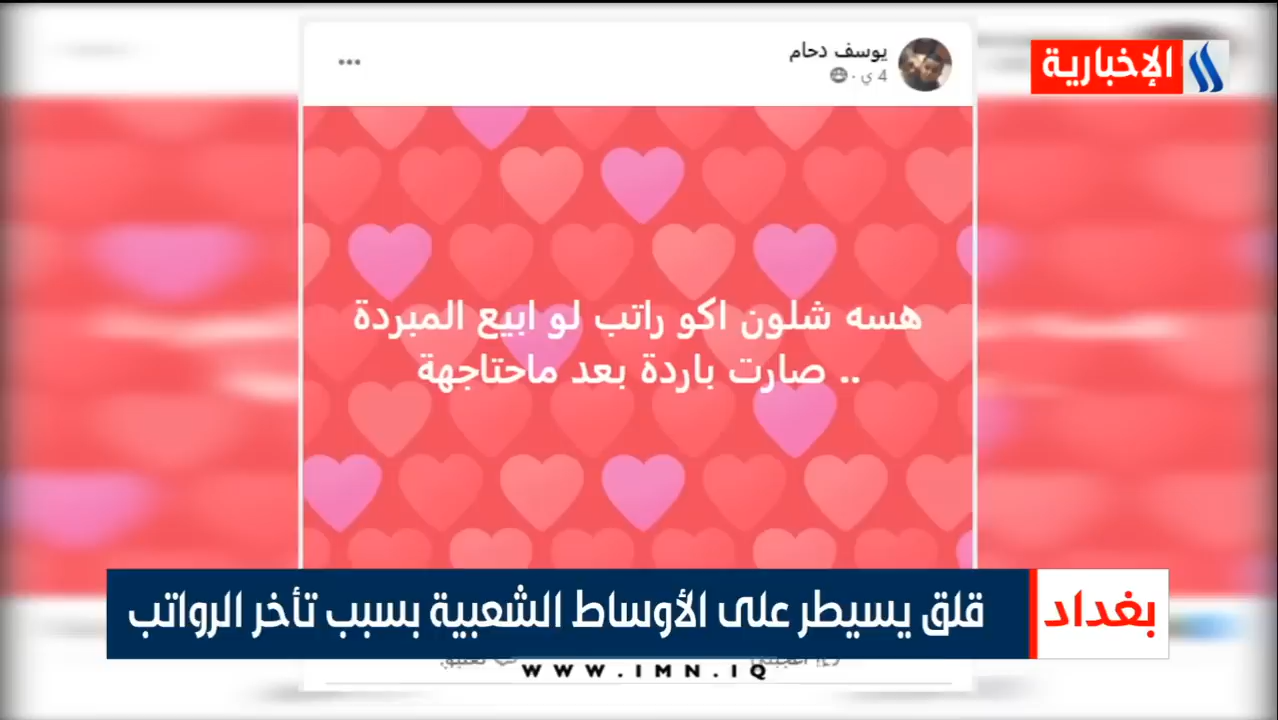 الإخبارية
يوسف دحام
4 ي ·
هسه شلون اكو راتب لو ابيع المبردة
.. صارت باردة بعد ماحتاجهة
بغداد
قلق يسيطر على الأوساط الشعبية بسبب تأخر الرواتب
WWW.IMN.IQ